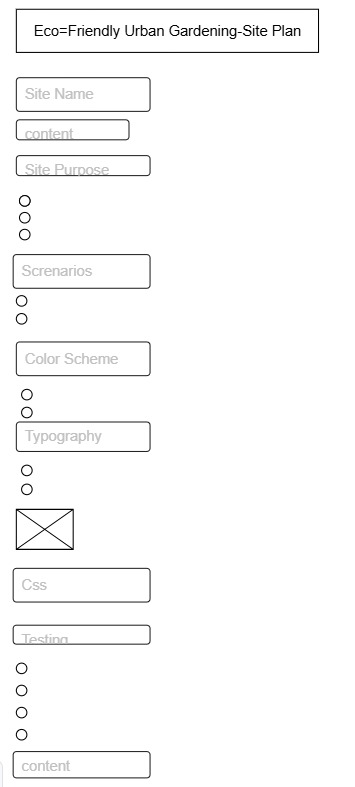 Eco=Friendly Urban Gardening-Site Plan
Site Name
content
Site Purpose
Screnarios
Color Scheme
Typography
Css
Testing
content